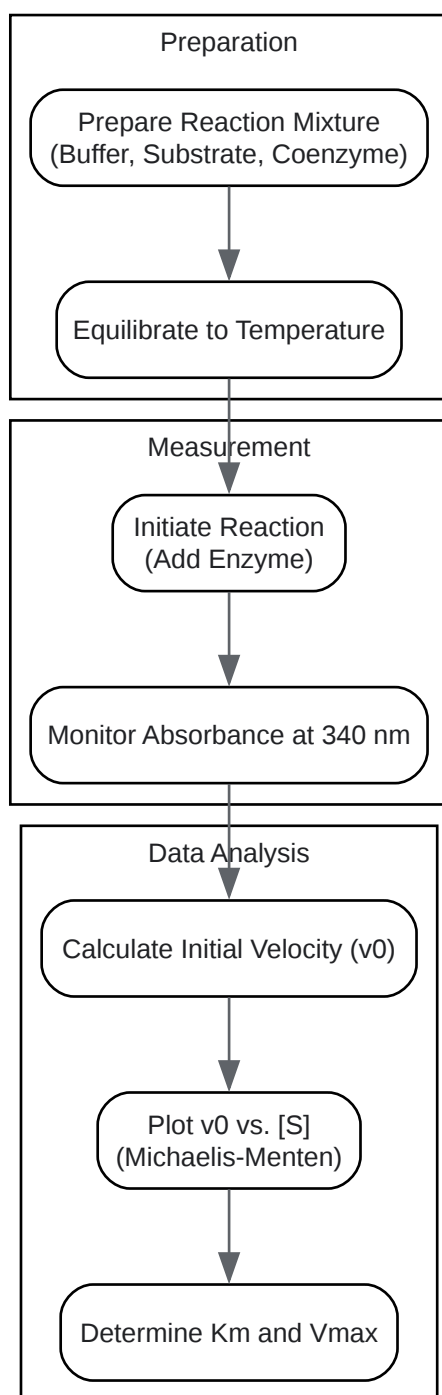 Preparation
Prepare Reaction Mixture
(Buffer, Substrate, Coenzyme)
Equilibrate to Temperature
Measurement
Initiate Reaction
(Add Enzyme)
Monitor Absorbance at 340 nm
Data Analysis
Calculate Initial Velocity (v0)
Plot v0 vs. [S]
(Michaelis-Menten)
Determine Km and Vmax